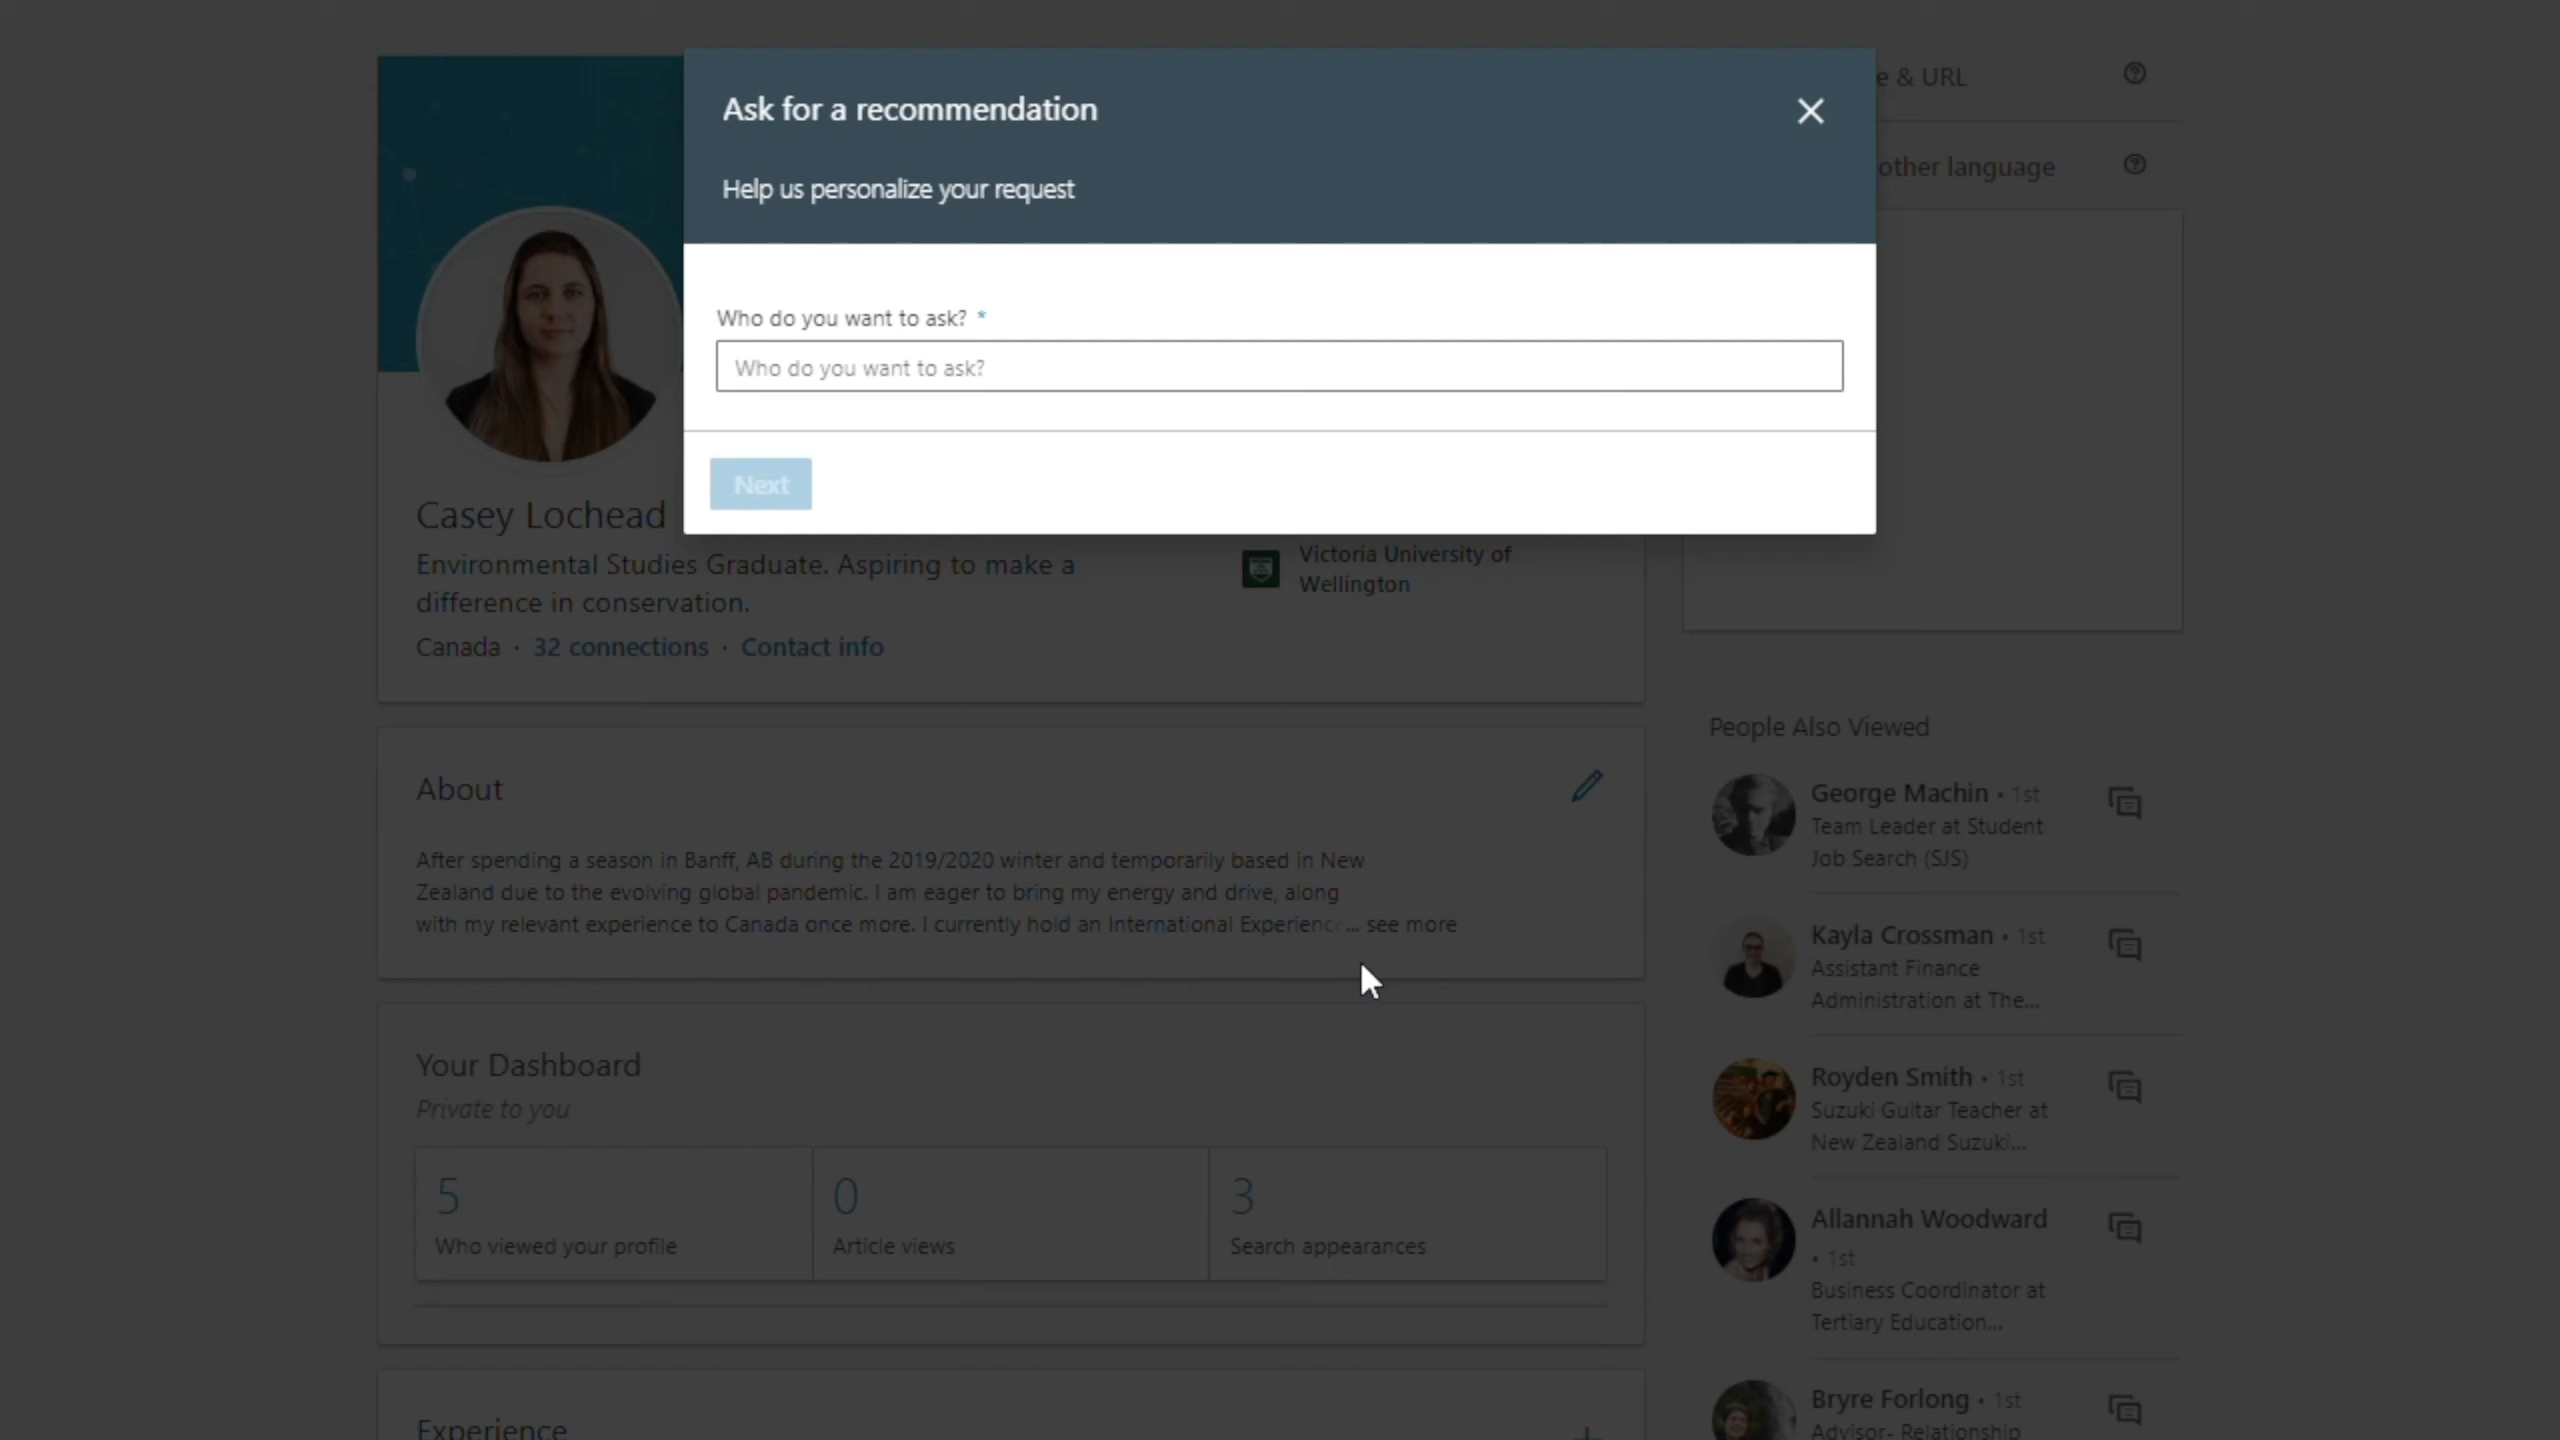 Ask for a recommendation
Help us personalize your request
Who do you want to ask? *
Who do you want to ask?
Next
e & URL
other language
Casey Lochead
Environmental Studies Graduate. Aspiring to make a
difference in conservation.
Canada · 32 connections · Contact info
Victoria University of
Wellington
About
After spending a season in Banff, AB during the 2019/2020 winter and temporarily based in New
Zealand due to the evolving global pandemic. I am eager to bring my energy and drive, along
with my relevant experience to Canada once more. I currently hold an International Experience... see more
Your Dashboard
Private to you
5
Who viewed your profile
0
Article views
3
Search appearances
Experience
People Also Viewed
George Machin • 1st
Team Leader at Student
Job Search (SJS)
Kayla Crossman • 1st
Assistant Finance
Administration at The...
Royden Smith • 1st
Suzuki Guitar Teacher at
New Zealand Suzuki...
Allannah Woodward
• 1st
Business Coordinator at
Tertiary Education...
Bryre Forlong • 1st
Advisor- Relationship